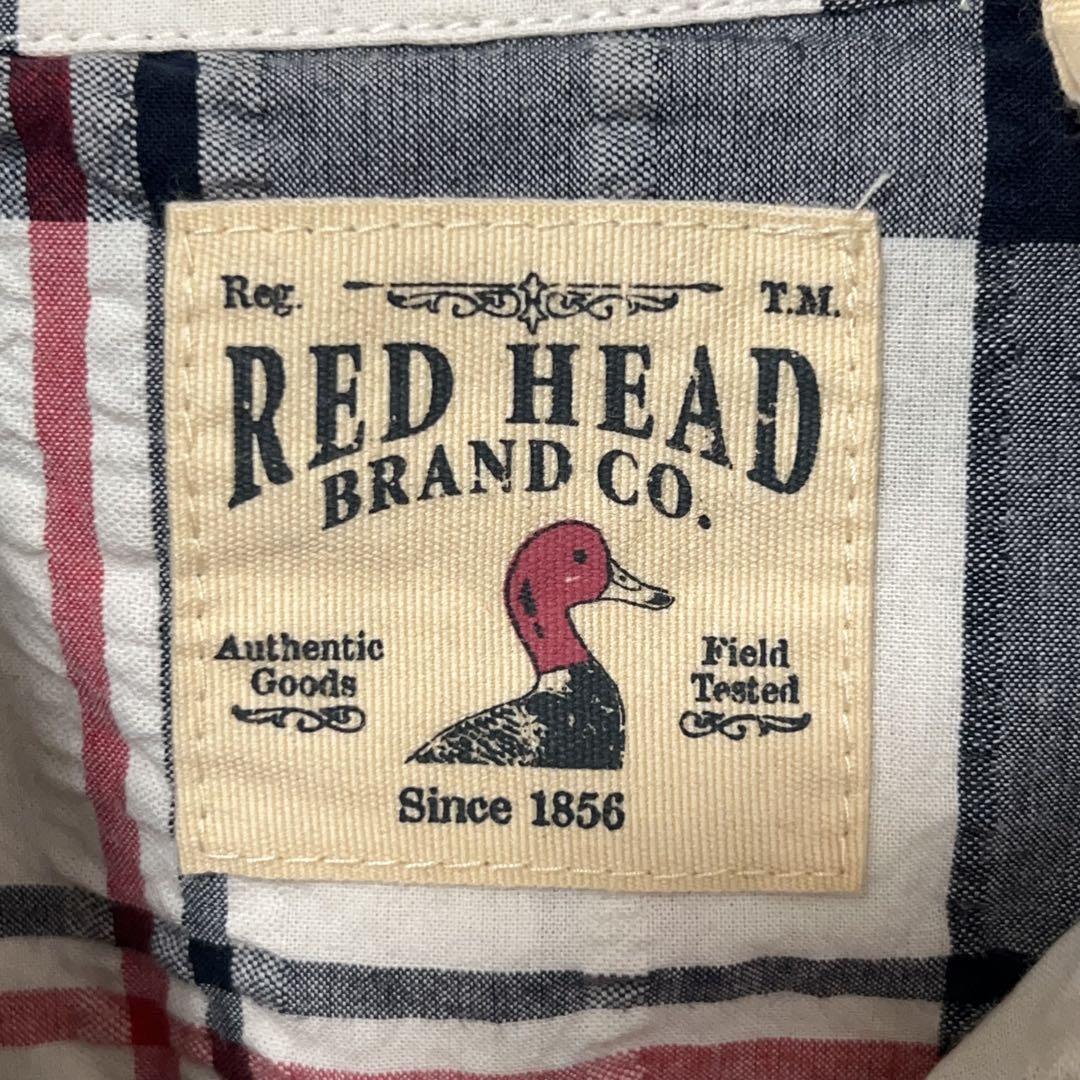 Reg. T.M.
RED HEAD
BRAND CO.
Authentic
Goods
Field
Tested
Since 1856